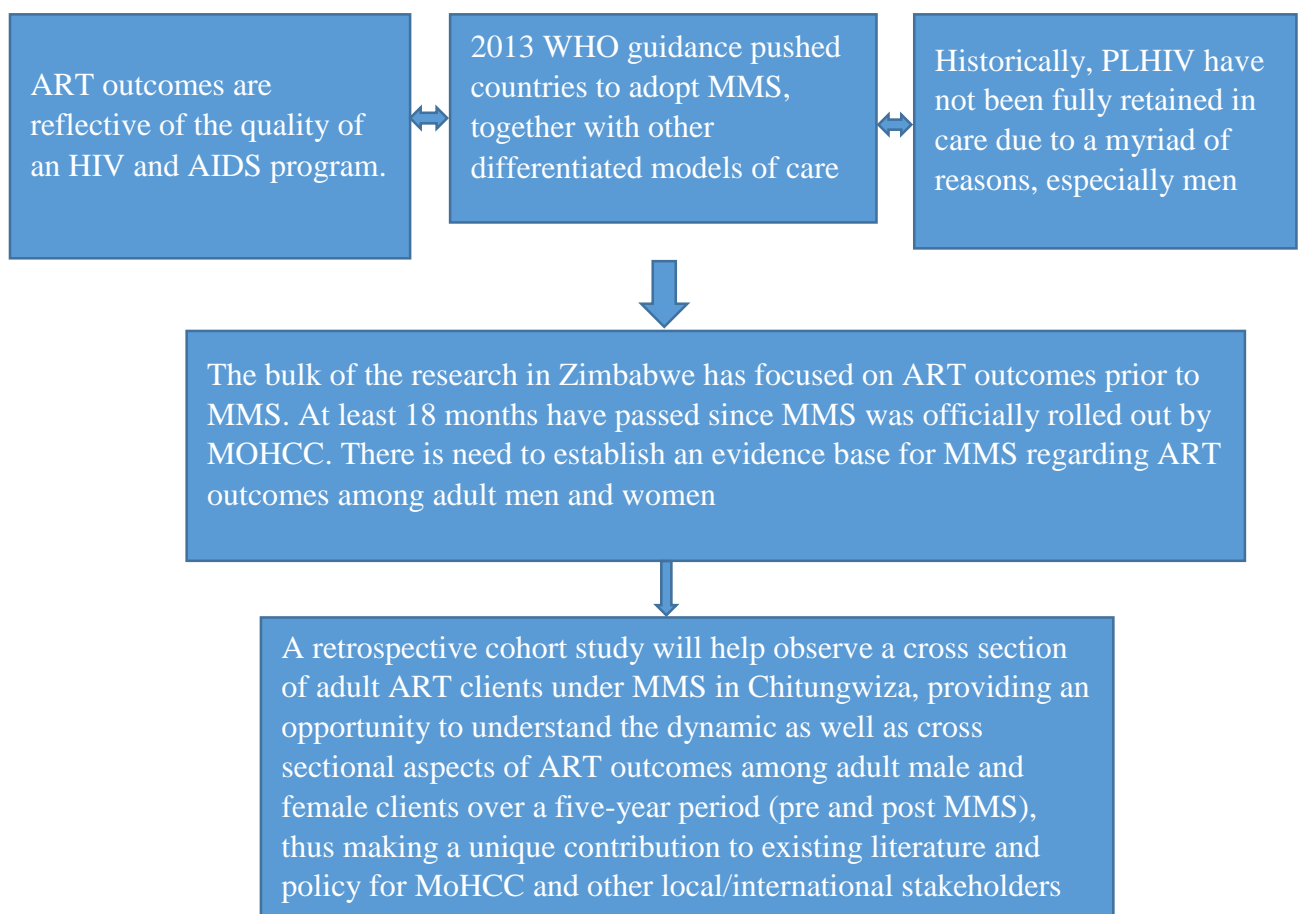 ART outcomes are
reflective of the quality of
an HIV and AIDS program.
2013 WHO guidance pushed
countries to adopt MMS,
together with other
differentiated models of care
Historically, PLHIV have
not been fully retained in
care due to a myriad of
reasons, especially men
The bulk of the research in Zimbabwe has focused on ART outcomes prior to
MMS. At least 18 months have passed since MMS was officially rolled out by
MOHCC. There is need to establish an evidence base for MMS regarding ART
outcomes among adult men and women
A retrospective cohort study will help observe a cross section
of adult ART clients under MMS in Chitungwiza, providing an
opportunity to understand the dynamic as well as cross
sectional aspects of ART outcomes among adult male and
female clients over a five-year period (pre and post MMS),
thus making a unique contribution to existing literature and
policy for MoHCC and other local/international stakeholders